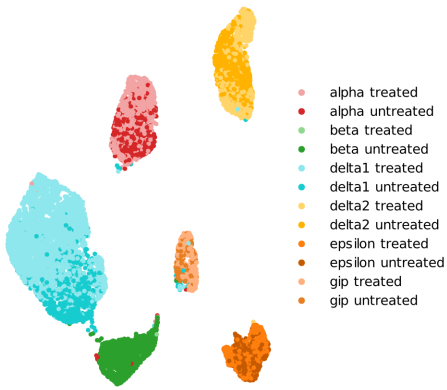 alpha treated
alpha untreated
beta treated
beta untreated
delta1 treated
delta1 untreated
delta2 treated
delta2 untreated
epsilon treated
epsilon untreated
gip treated
gip untreated